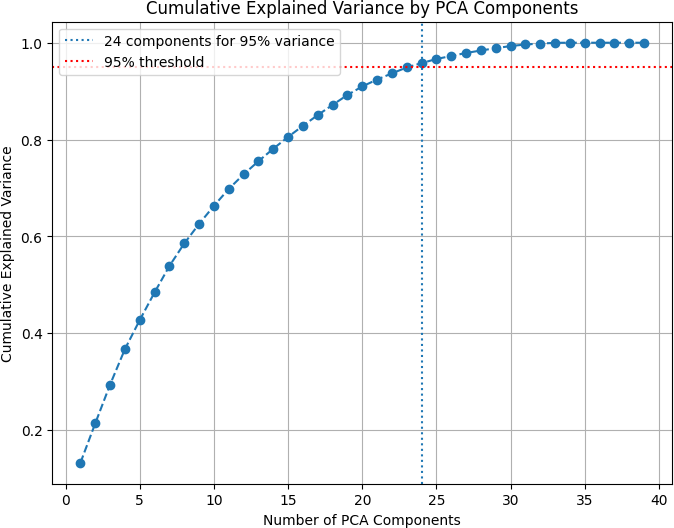 Cumulative Explained Variance by PCA Components
24 components for 95% variance
95% threshold
Cumulative Explained Variance
1.0
0.8
0.6
0.4
0.2
0 5 10 15 20 25 30 35 40
Number of PCA Components